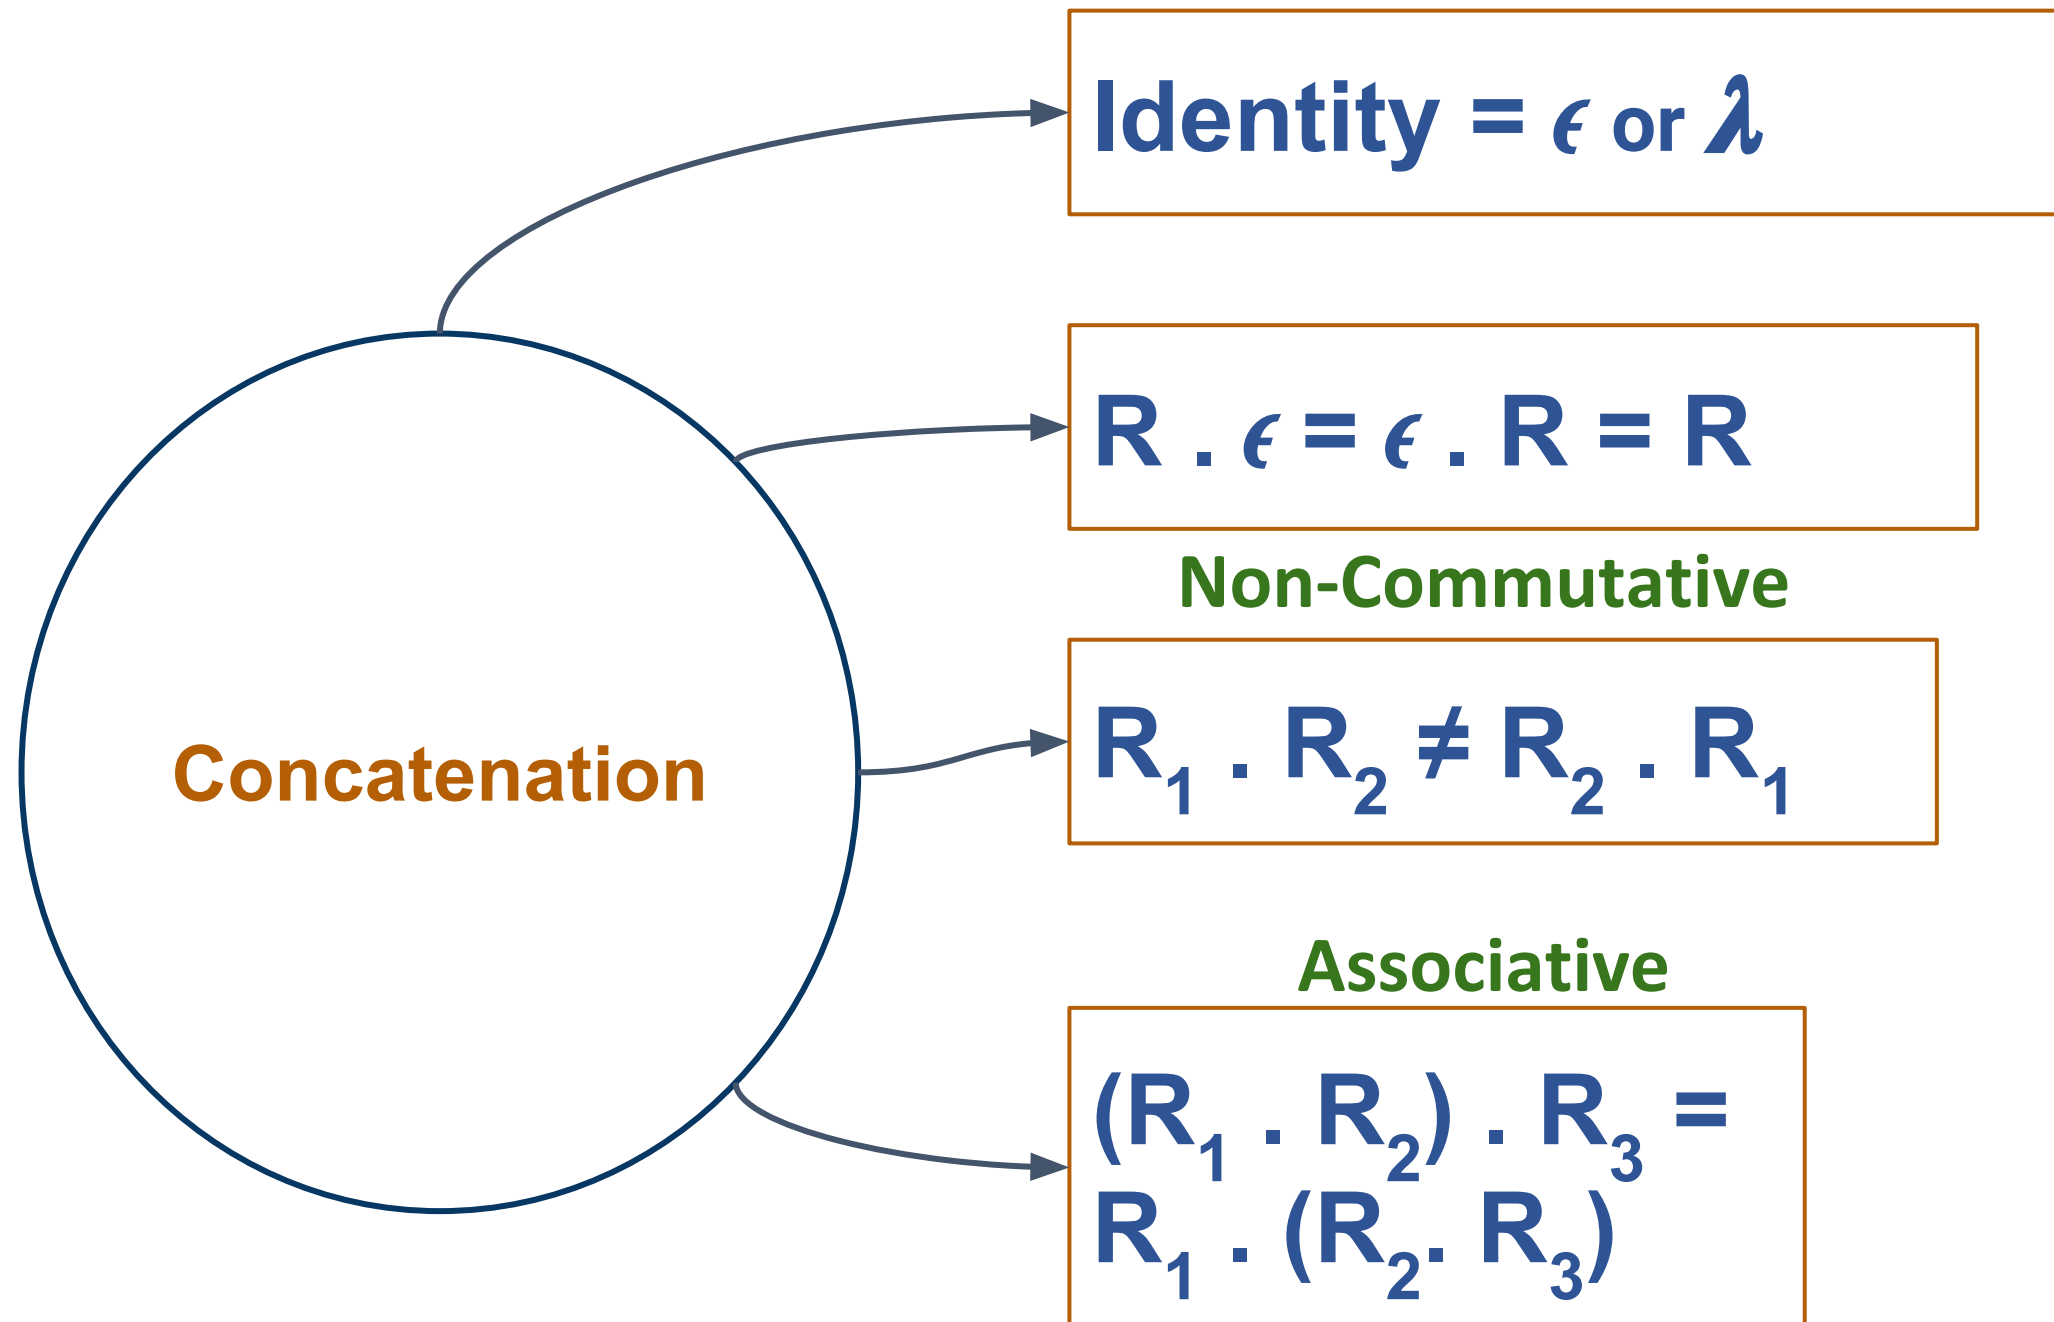 Identity = ϵ or λ
R . ϵ = ϵ . R = R
Non-Commutative
R₁ . R₂ ≠ R₂ . R₁
Concatenation
Associative
(R₁ . R₂) . R₃ =
R₁ . (R₂. R₃)